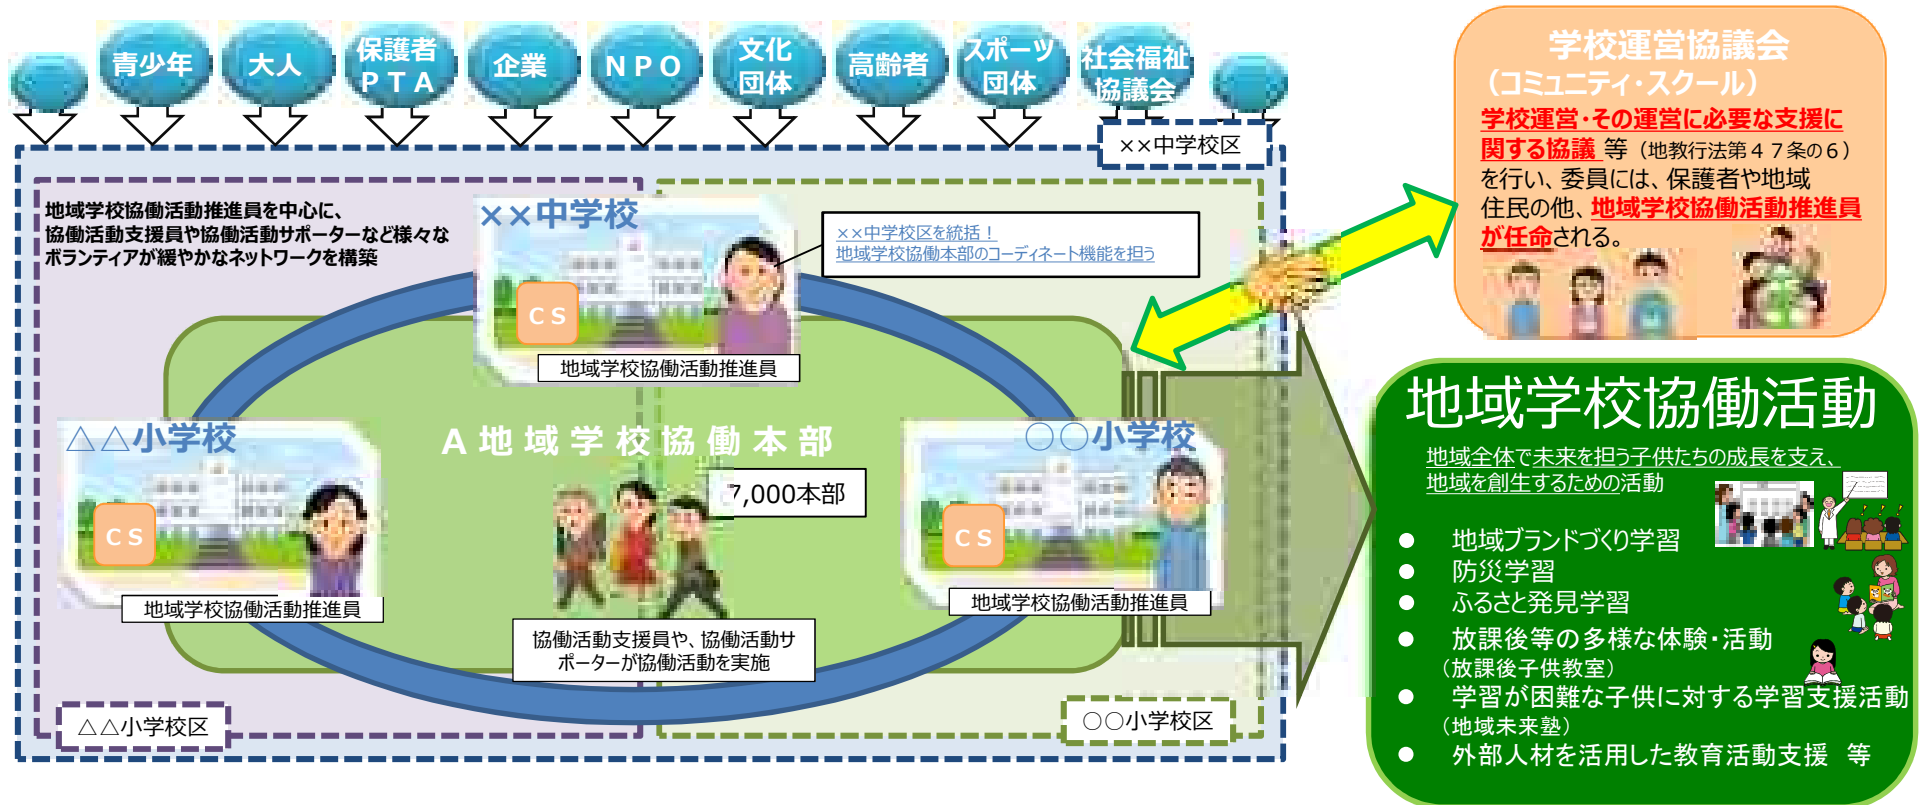 青少年
大人
保護者
ＰＴＡ
企業
ＮＰＯ
文化
団体
高齢者
スポーツ
団体
社会福祉
協議会
××中学校区
地域学校協働活動推進員を中心に、
協働活動支援員や協働活動サポーターなど様々な
ボランティアが緩やかなネットワークを構築
××中学校
××中学校区を統括！
地域学校協働本部のコーディネート機能を担う
ＣＳ
地域学校協働活動推進員
△△小学校
ＣＳ
地域学校協働活動推進員
Ａ地域学校協働本部
7,000本部
協働活動支援員や、協働活動サ
ポーターが協働活動を実施
〇〇小学校
ＣＳ
地域学校協働活動推進員
△△小学校区
〇〇小学校区
学校運営協議会
（コミュニティ・スクール）
学校運営・その運営に必要な支援に
関する協議 等（地教行法第４７条の６）
を行い、委員には、保護者や地域
住民の他、地域学校協働活動推進員
が任命される。
地域学校協働活動
地域全体で未来を担う子供たちの成長を支え、
地域を創生するための活動
● 地域ブランドづくり学習
● 防災学習
● ふるさと発見学習
● 放課後等の多様な体験・活動
（放課後子供教室）
● 学習が困難な子供に対する学習支援活動
（地域未来塾）
● 外部人材を活用した教育活動支援　等